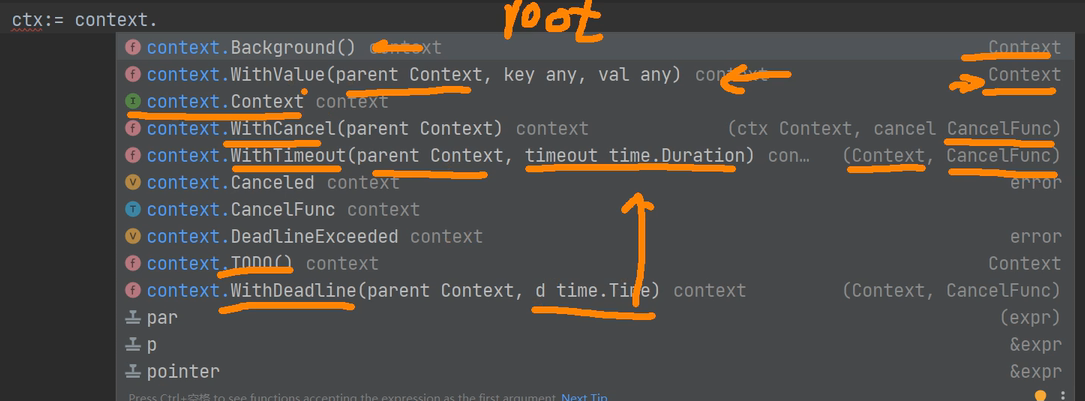 root
ctx:= context.
f context.Background() context Context
f context.WithValue(parent Context, key any, val any) context Context
I context.Context context
f context.WithCancel(parent Context) context (ctx Context, cancel CancelFunc)
f context.WithTimeout(parent Context, timeout time.Duration) con... (Context, CancelFunc)
V context.Canceled context error
T context.CancelFunc context
V context.DeadlineExceeded context error
f context.TODO() context Context
f context.WithDeadline(parent Context, d time.Time) context (Context, CancelFunc)
par (expr)
p &expr
pointer &expr
Press Ctrl+空格 to see functions accepting the expression as the first argument Next Tip